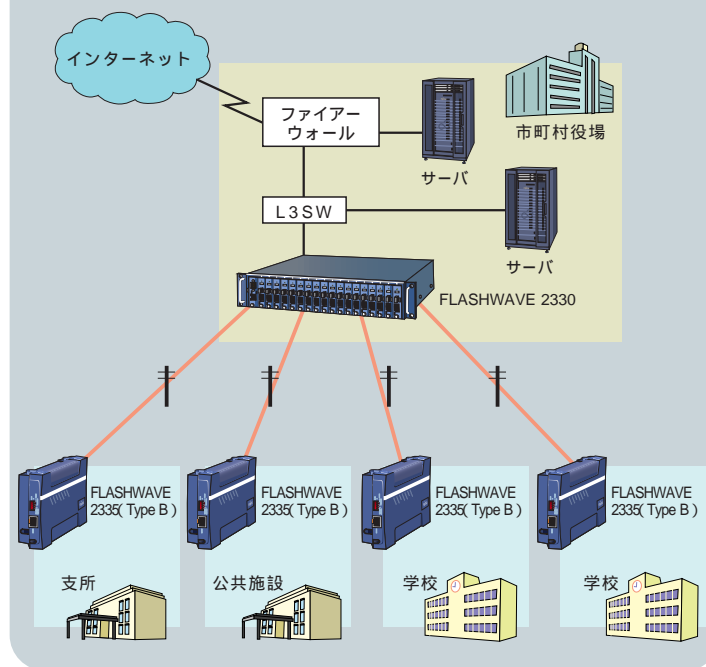 インターネット
ファイアー
ウォール
市町村役場
サーバ
L3SW
サーバ
FLASHWAVE 2330
FLASHWAVE
2335(Type B)
FLASHWAVE
2335(Type B)
FLASHWAVE
2335(Type B)
FLASHWAVE
2335(Type B)
支所
公共施設
学校
学校